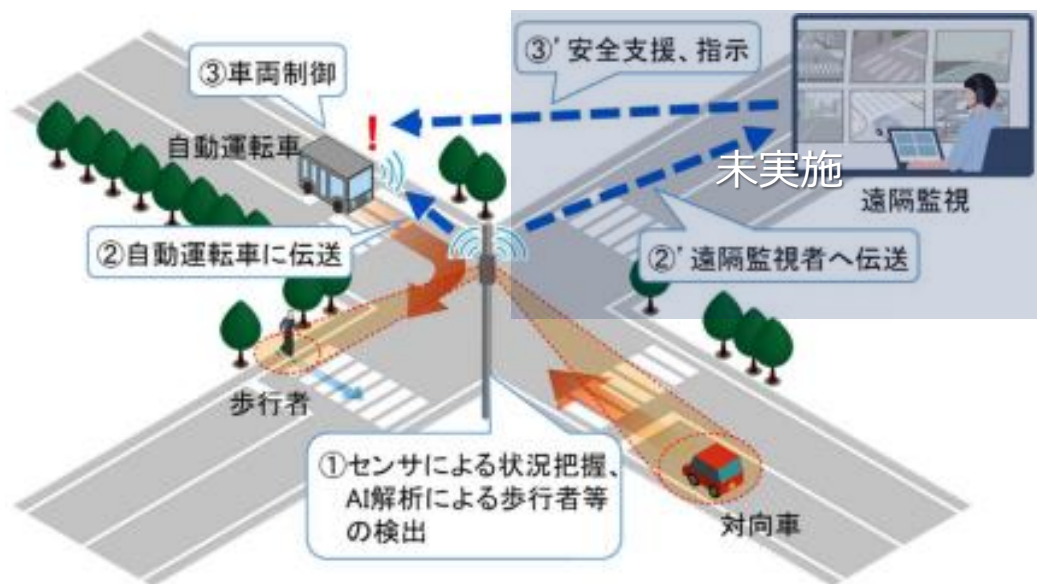 ③' 安全支援、指示
③車両制御
自動運転車
!
未実施
遠隔監視
②自動運転車に伝送
②' 遠隔監視者へ伝送
歩行者
①センサによる状況把握、
AI解析による歩行者等
の検出
対向車